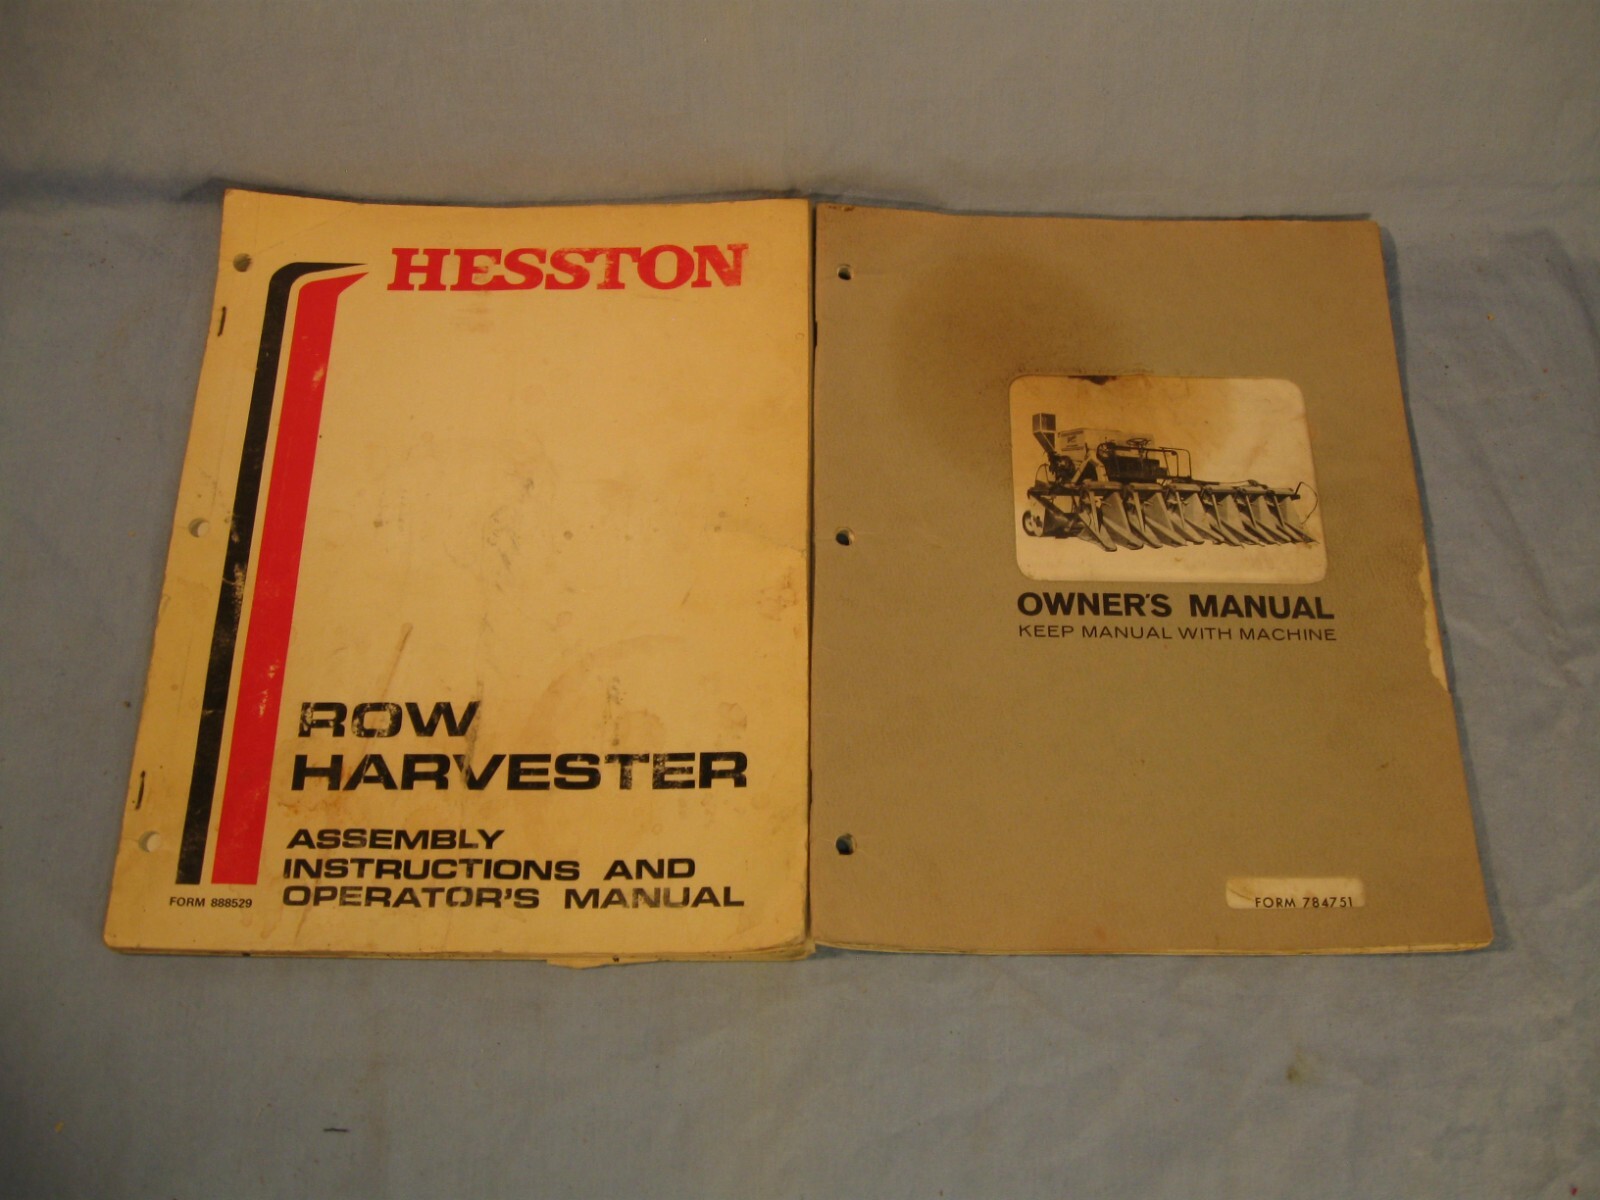 HESSTON
ROW
HARVESTER
ASSEMBLY
INSTRUCTIONS AND
OPERATOR'S MANUAL
FORM 888529
OWNER'S MANUAL
KEEP MANUAL WITH MACHINE
FORM 784751